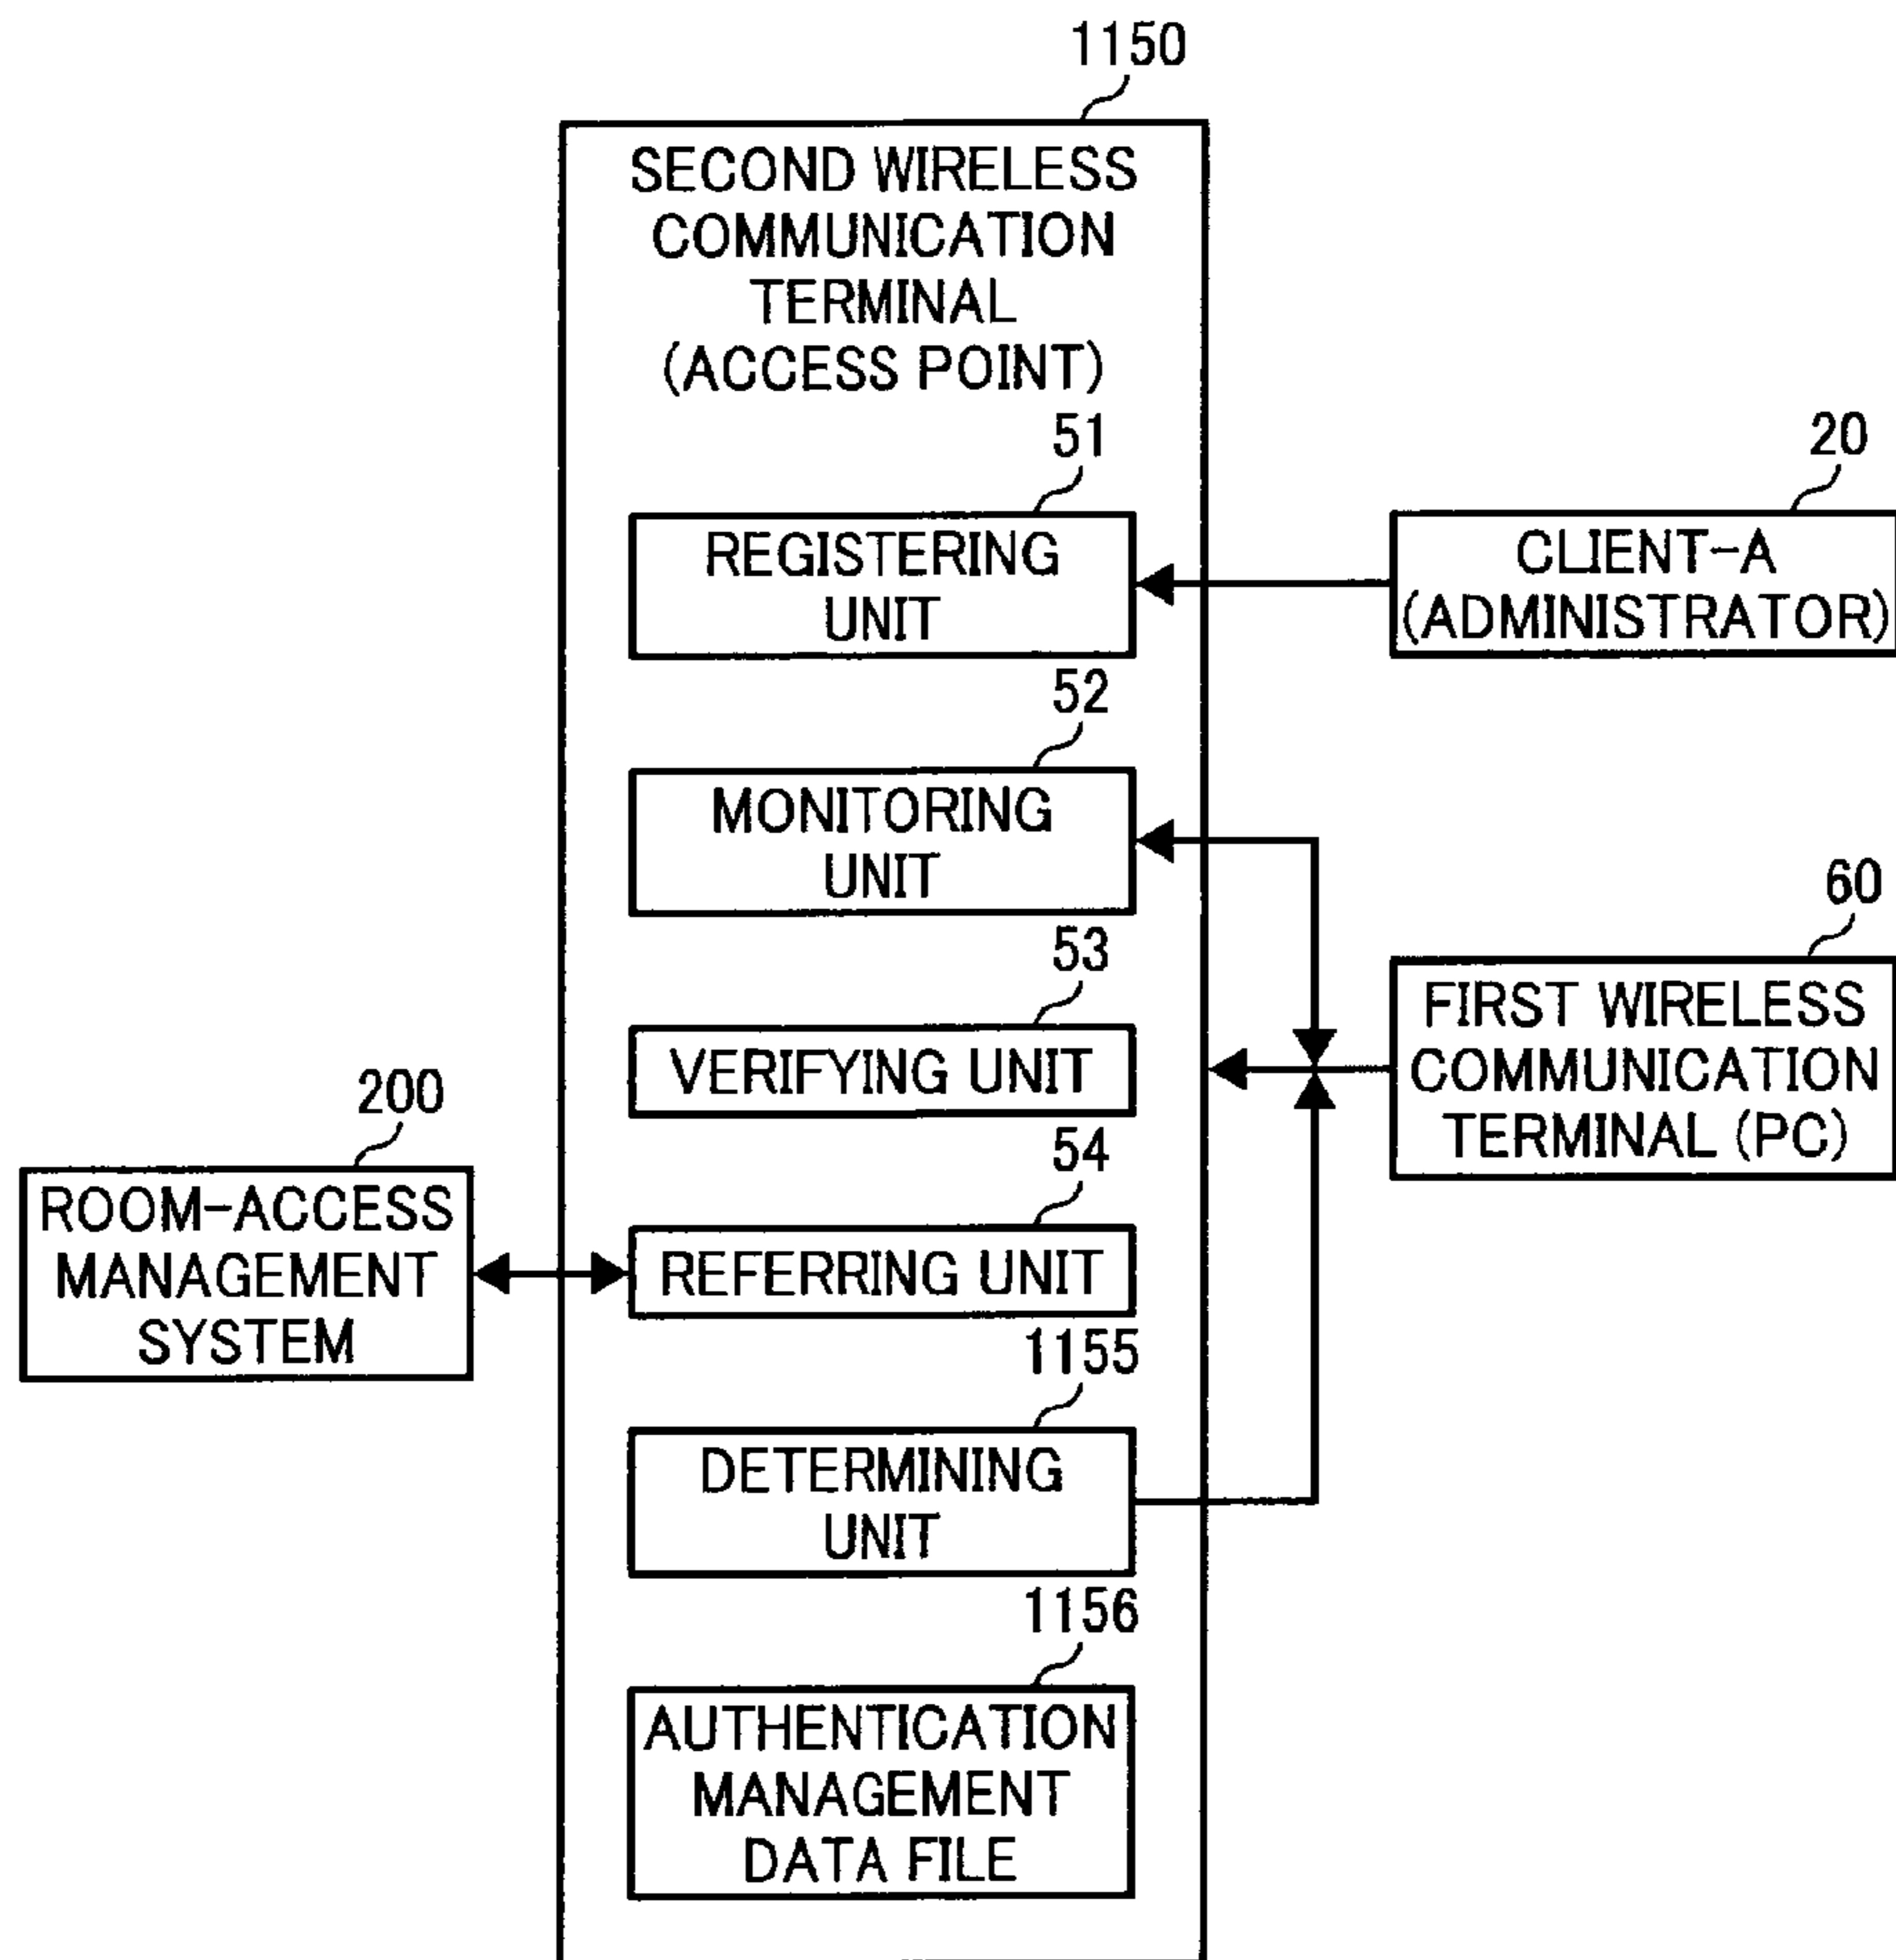 1150
SECOND WIRELESS
COMMUNICATION
TERMINAL
(ACCESS POINT)
51
REGISTERING
UNIT
20
CLIENT-A
(ADMINISTRATOR)
52
MONITORING
UNIT
60
FIRST WIRELESS
COMMUNICATION
TERMINAL (PC)
53
VERIFYING UNIT
200
ROOM-ACCESS
MANAGEMENT
SYSTEM
54
REFERRING UNIT
1155
DETERMINING
UNIT
1156
AUTHENTICATION
MANAGEMENT
DATA FILE